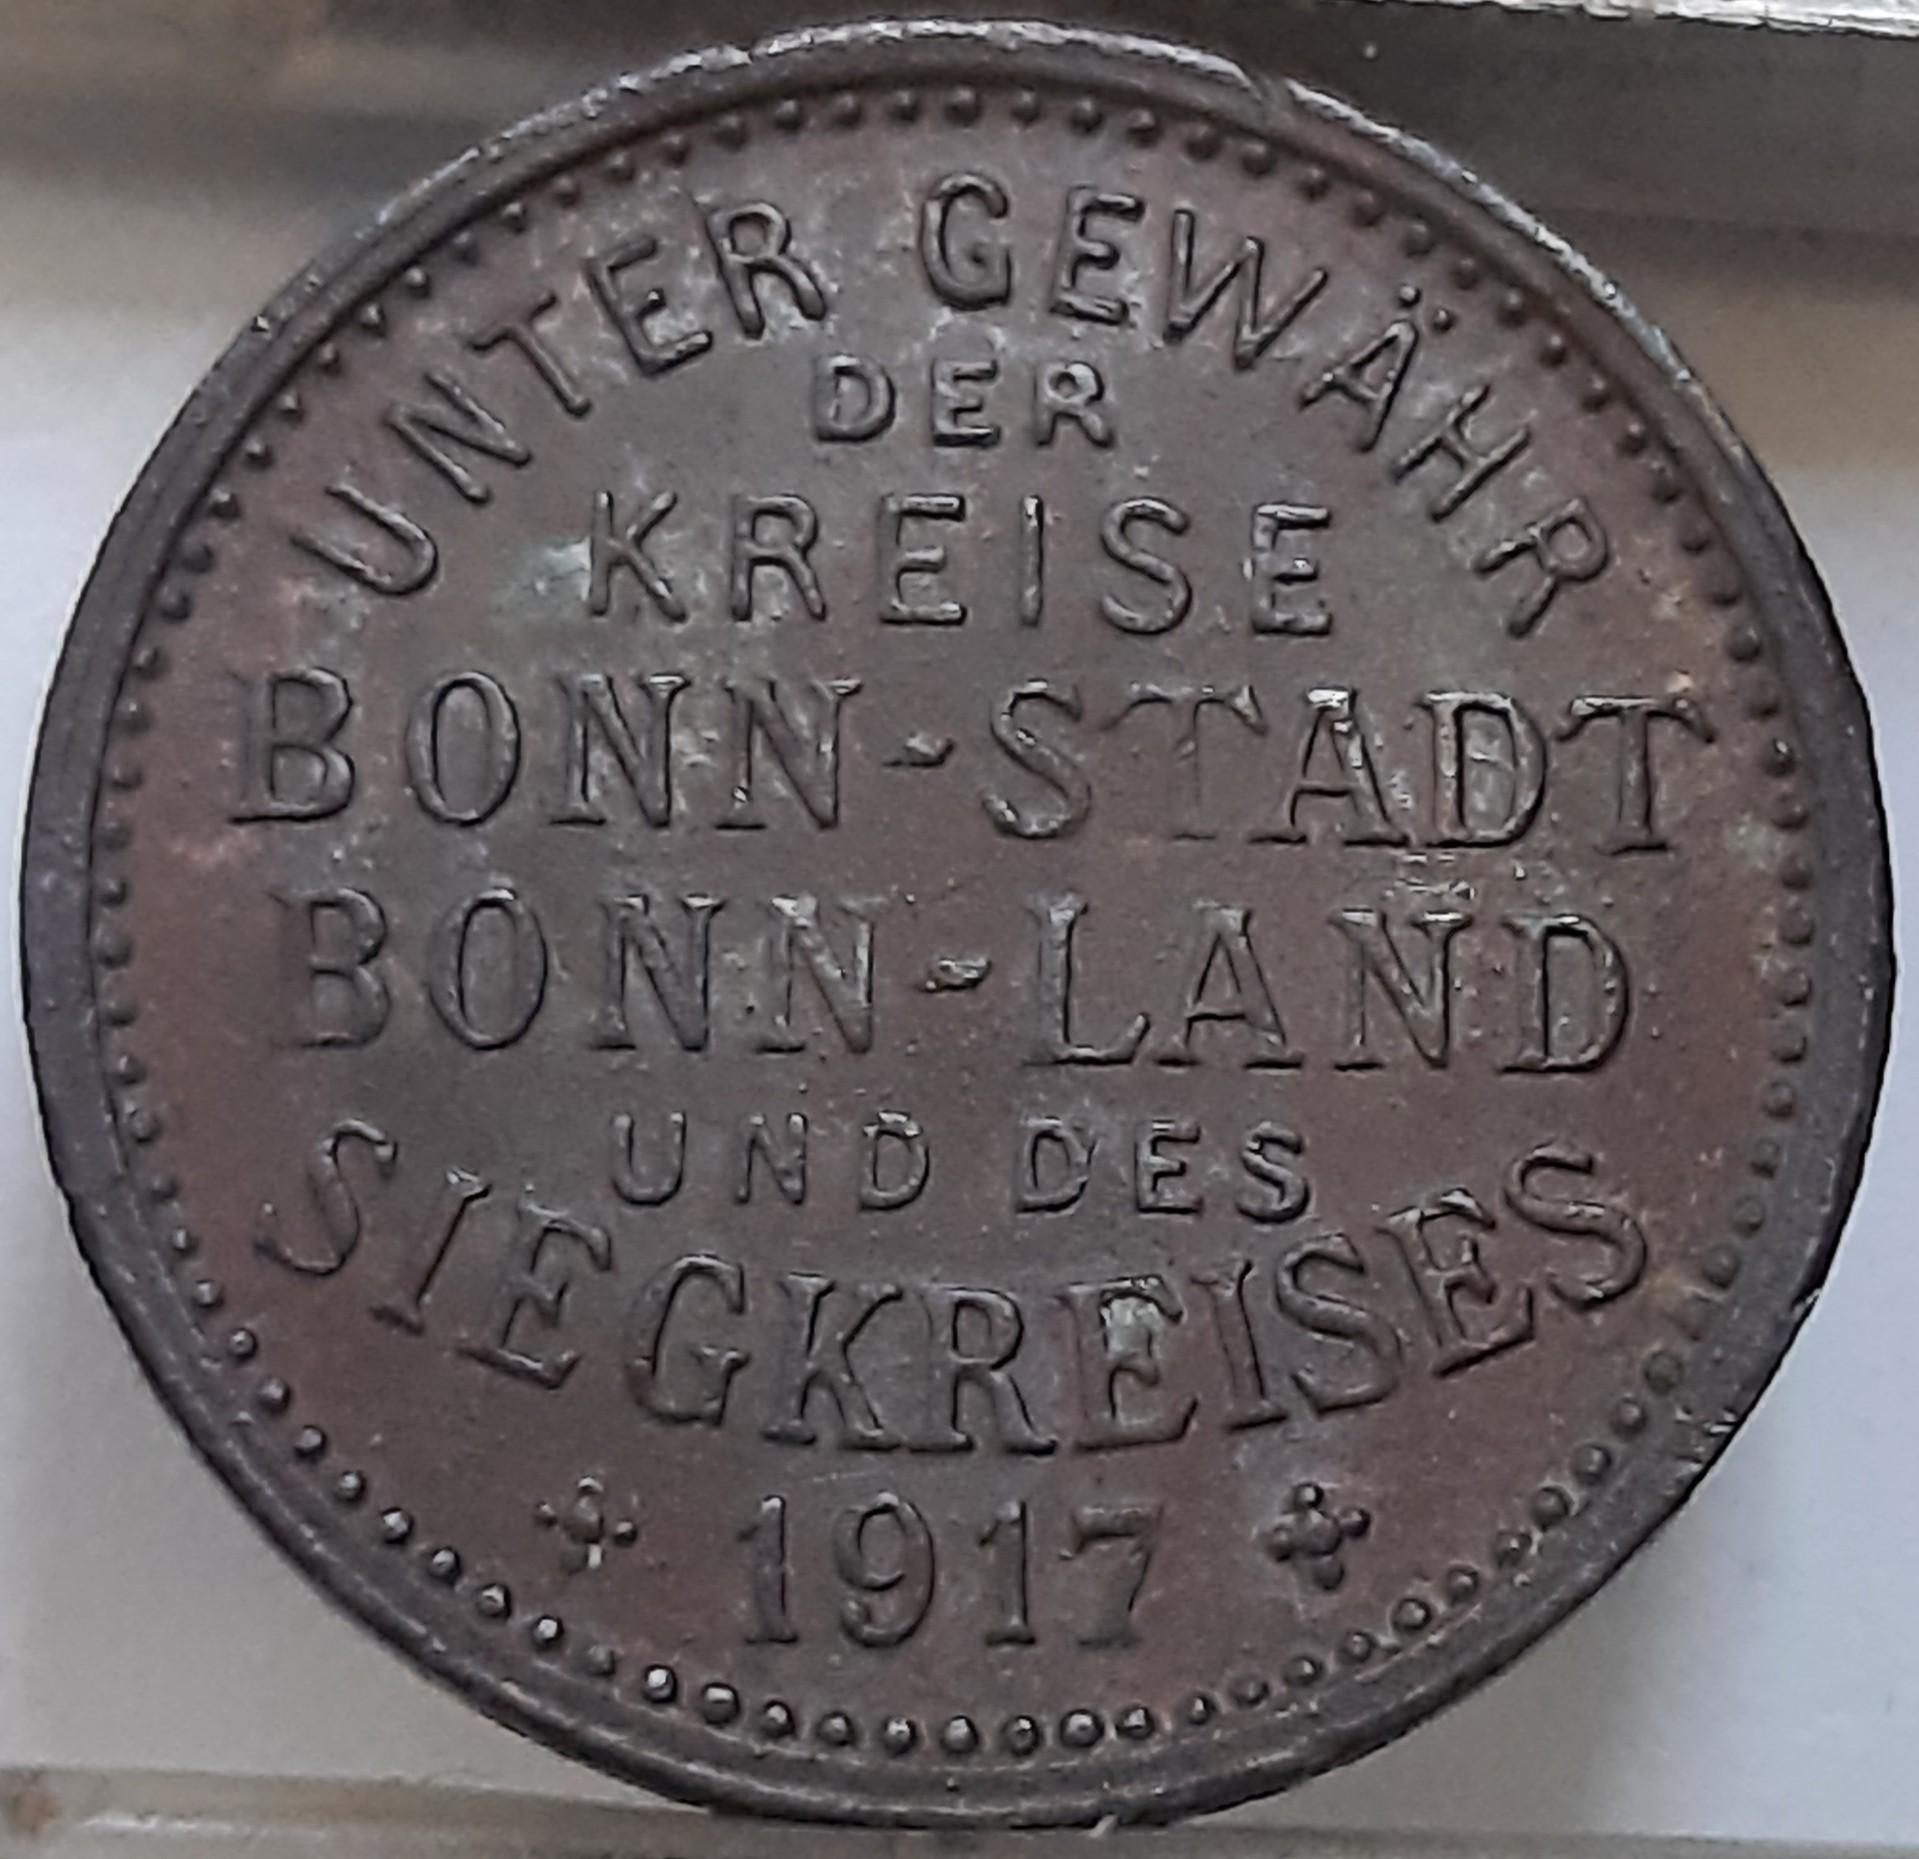 UNTER GEWÄHR
DER
KREISE
BONN-STADT
BONN-LAND
UND DES
SIEGKREISES
1917